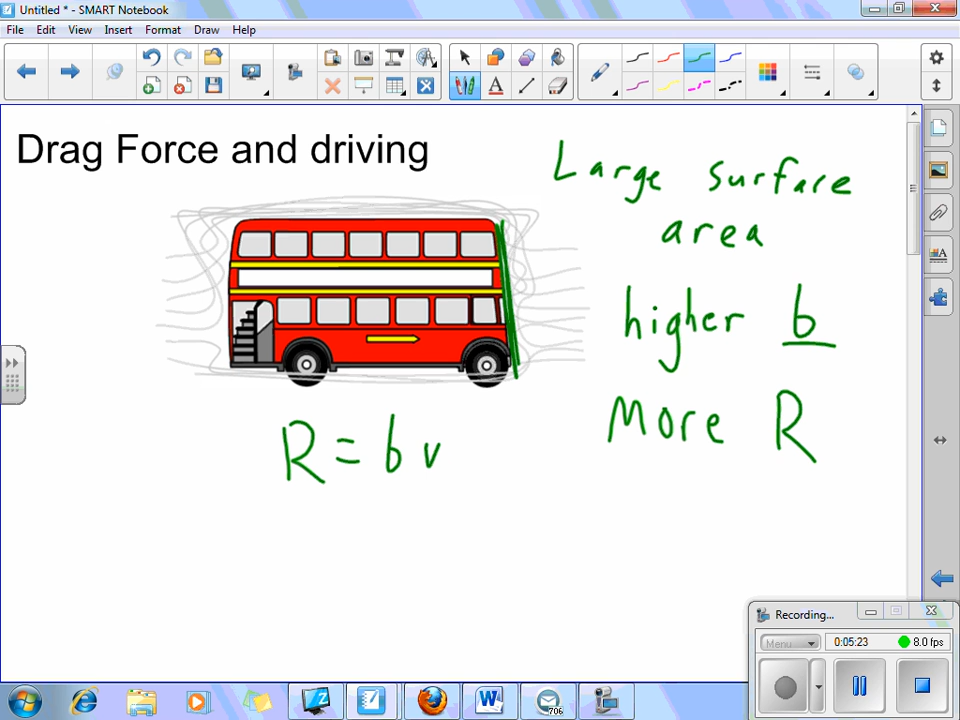 Untitled * - SMART Notebook
File Edit View Insert Format Draw Help
Drag Force and driving
Large surface
area
higher b
More R
R = b v
Recording...
Menu 0:05:23 8.0 fps
706